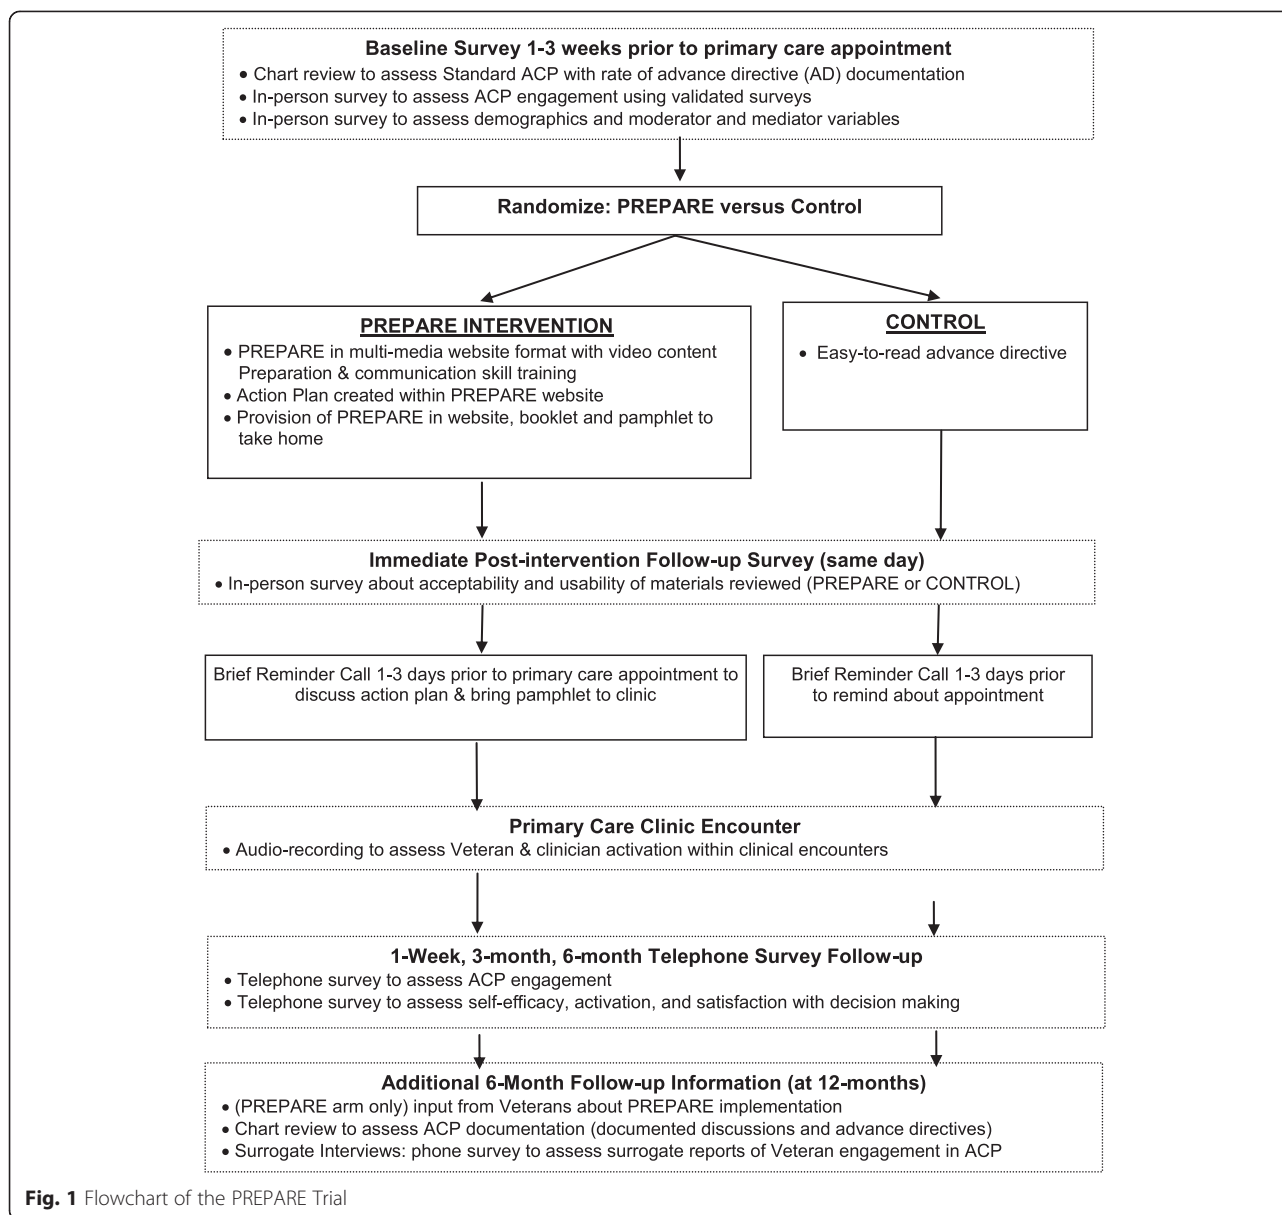 Baseline Survey 1-3 weeks prior to primary care appointment
• Chart review to assess Standard ACP with rate of advance directive (AD) documentation
• In-person survey to assess ACP engagement using validated surveys
• In-person survey to assess demographics and moderator and mediator variables
Randomize: PREPARE versus Control
PREPARE INTERVENTION
• PREPARE in multi-media website format with video content
Preparation & communication skill training
• Action Plan created within PREPARE website
• Provision of PREPARE in website, booklet and pamphlet to
take home
CONTROL
• Easy-to-read advance directive
Immediate Post-intervention Follow-up Survey (same day)
• In-person survey about acceptability and usability of materials reviewed (PREPARE or CONTROL)
Brief Reminder Call 1-3 days prior to primary care appointment to
discuss action plan & bring pamphlet to clinic
Brief Reminder Call 1-3 days prior
to remind about appointment
Primary Care Clinic Encounter
• Audio-recording to assess Veteran & clinician activation within clinical encounters
1-Week, 3-month, 6-month Telephone Survey Follow-up
• Telephone survey to assess ACP engagement
• Telephone survey to assess self-efficacy, activation, and satisfaction with decision making
Additional 6-Month Follow-up Information (at 12-months)
• (PREPARE arm only) input from Veterans about PREPARE implementation
• Chart review to assess ACP documentation (documented discussions and advance directives)
• Surrogate Interviews: phone survey to assess surrogate reports of Veteran engagement in ACP
Fig. 1 Flowchart of the PREPARE Trial